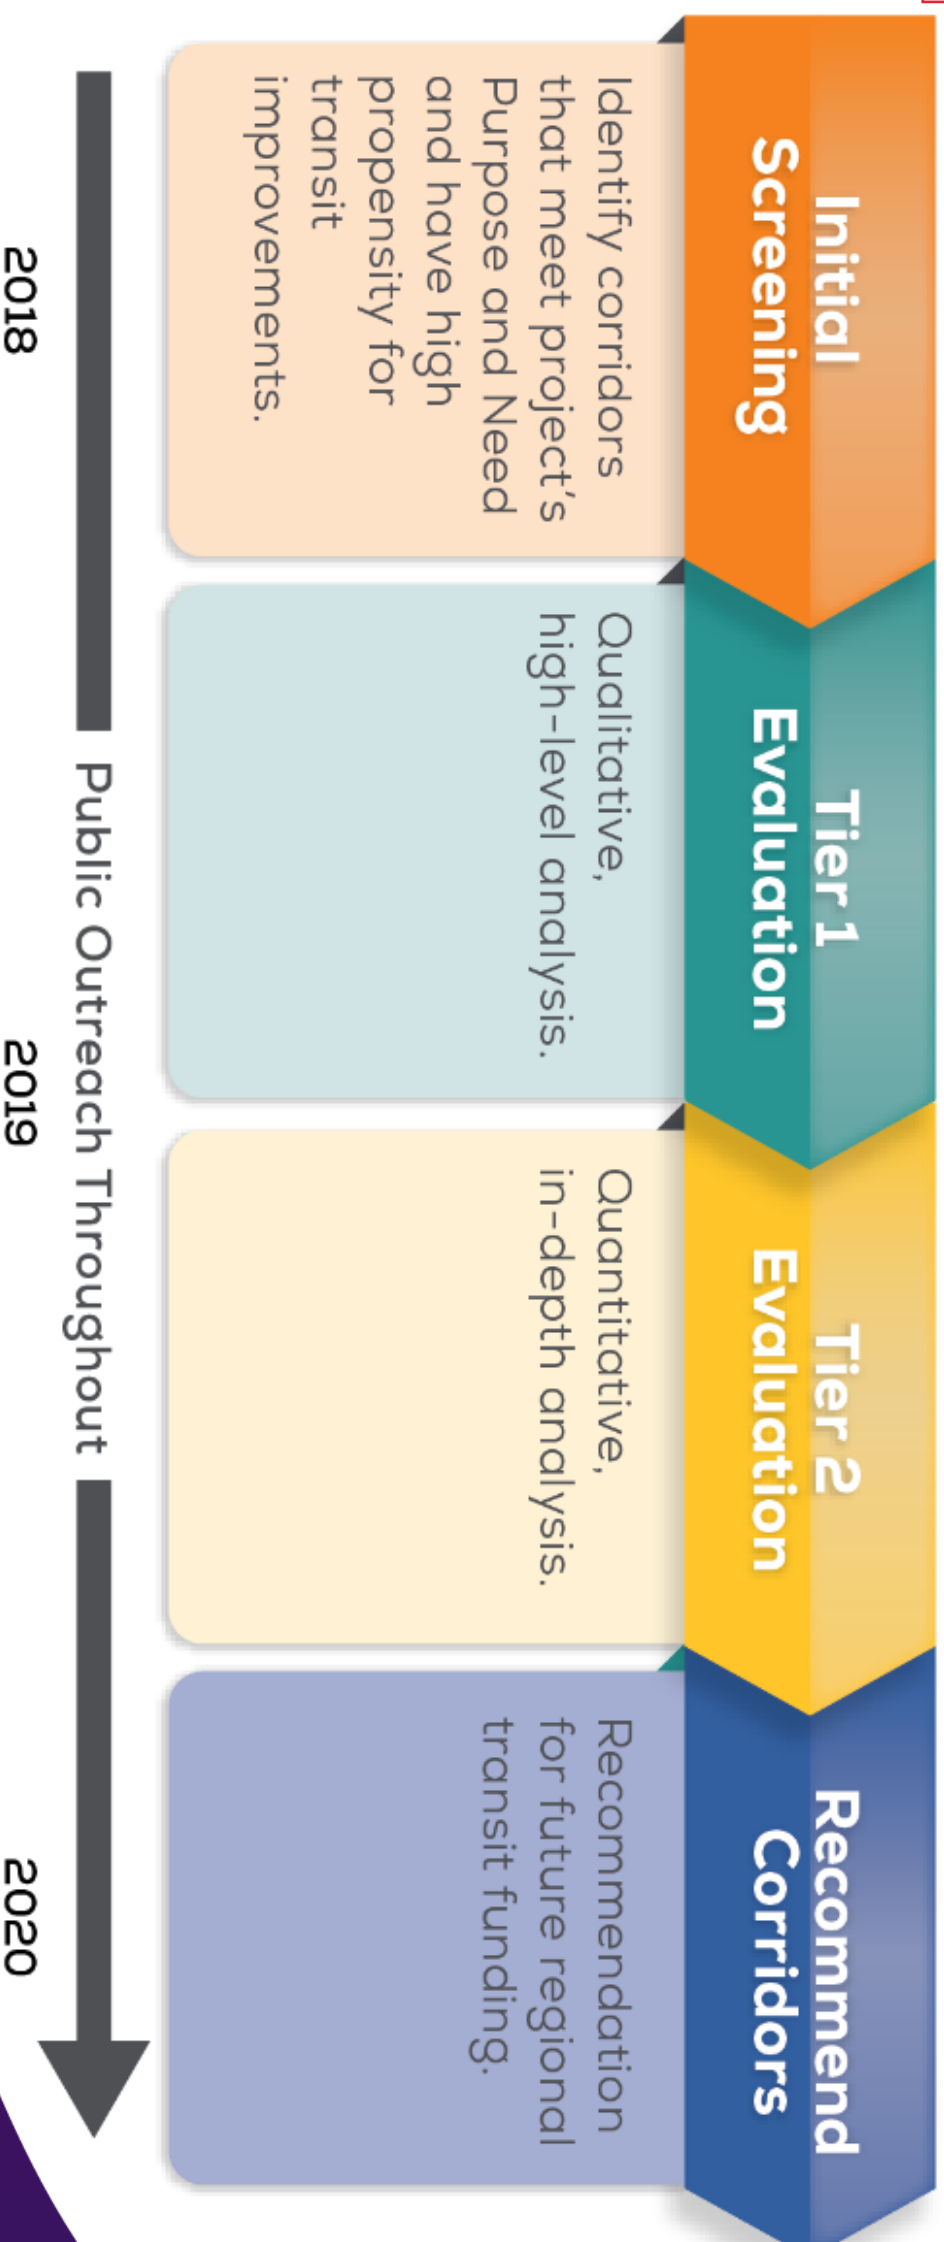 Initial
Screening
Identify corridors
that meet project's
Purpose and Need
and have high
propensity for
transit
improvements.
Tier 1
Evaluation
Qualitative,
high-level analysis.
Tier 2
Evaluation
Quantitative,
in-depth analysis.
Recommend
Corridors
Recommendation
for future regional
transit funding.
Public Outreach Throughout
2018
2019
2020